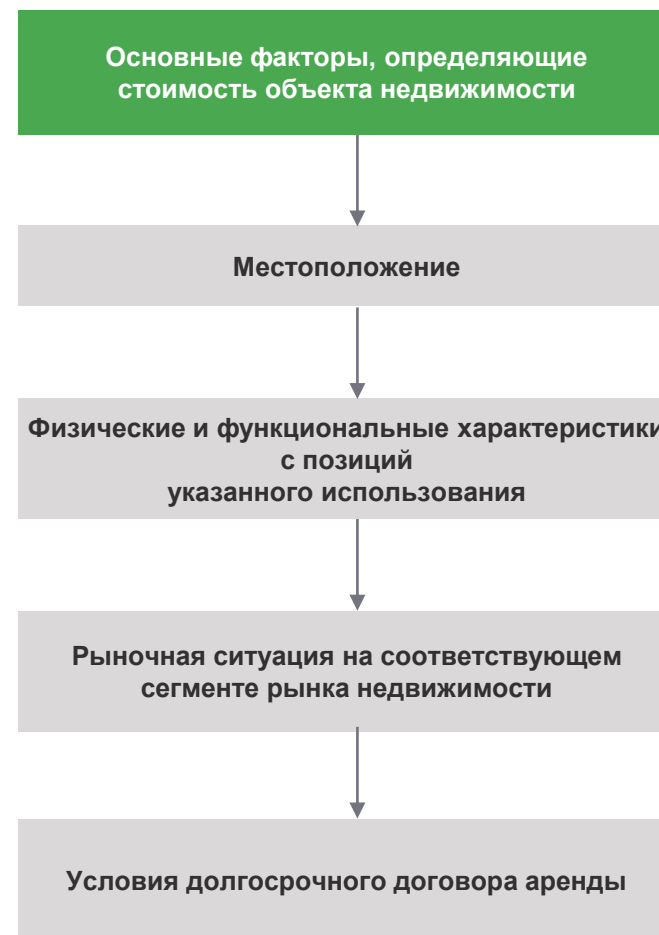 Основные факторы, определяющие
стоимость объекта недвижимости
Местоположение
Физические и функциональные характеристики
с позиций
указанного использования
Рыночная ситуация на соответствующем
сегменте рынка недвижимости
Условия долгосрочного договора аренды